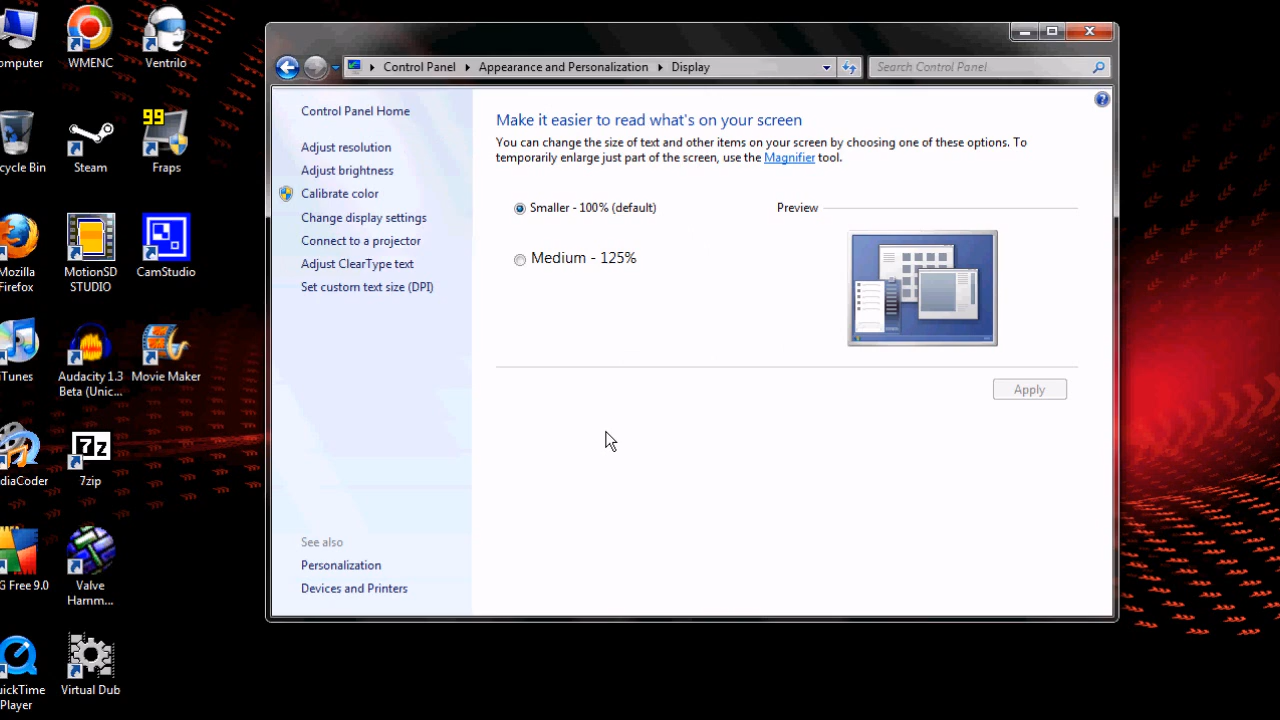 omputer
WMENC
Ventrilo
cycle Bin
Steam
99
Fraps
Mozilla
Firefox
MotionSD
STUDIO
CamStudio
iTunes
Audacity 1.3
Beta (Unic...
Movie Maker
ediaCoder
7z
7zip
G Free 9.0
Valve
Hamm...
uickTime
Player
Virtual Dub
Control Panel
Appearance and Personalization
Display
Search Control Panel
Control Panel Home
Adjust resolution
Adjust brightness
Calibrate color
Change display settings
Connect to a projector
Adjust ClearType text
Set custom text size (DPI)
See also
Personalization
Devices and Printers
Make it easier to read what's on your screen
You can change the size of text and other items on your screen by choosing one of these options. To
temporarily enlarge just part of the screen, use the Magnifier tool.
Smaller - 100% (default)
Medium - 125%
Preview
Apply